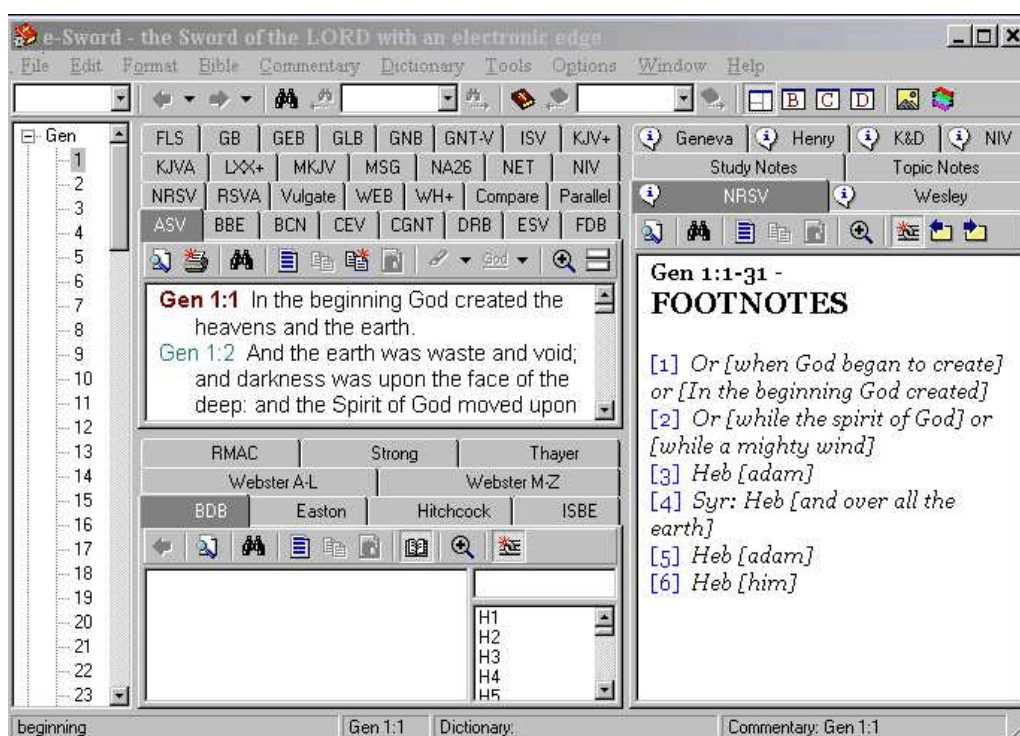 e-Sword - the Sword of the LORD with an electronic edge
File Edit Format Bible Commentary Dictionary Tools Options Window Help
B C D
Gen
1
2
3
4
5
6
7
8
9
10
11
12
13
14
15
16
17
18
19
20
21
22
23
FLS GB GEB GLB GNB GNT-V ISV KJV+
KJVA LXX+ MKJV MSG NA26 NET NIV
NRSV RSVA Vulgate WEB WH+ Compare Parallel
ASV BBE BCN CEV CGNT DRB ESV FDB
God
Gen 1:1 In the beginning God created the
heavens and the earth.
Gen 1:2 And the earth was waste and void;
and darkness was upon the face of the
deep: and the Spirit of God moved upon
RMAC Strong Thayer
Webster A-L Webster M-Z
BDB Easton Hitchcock ISBE
H1
H2
H3
H4
H5
Geneva Henry K&D NIV
Study Notes Topic Notes
NRSV Wesley
Gen 1:1-31 -
FOOTNOTES
[1] Or [when God began to create]
or [In the beginning God created]
[2] Or [while the spirit of God] or
[while a mighty wind]
[3] Heb [adam]
[4] Syr: Heb [and over all the
earth]
[5] Heb [adam]
[6] Heb [him]
beginning Gen 1:1 Dictionary: Commentary: Gen 1:1